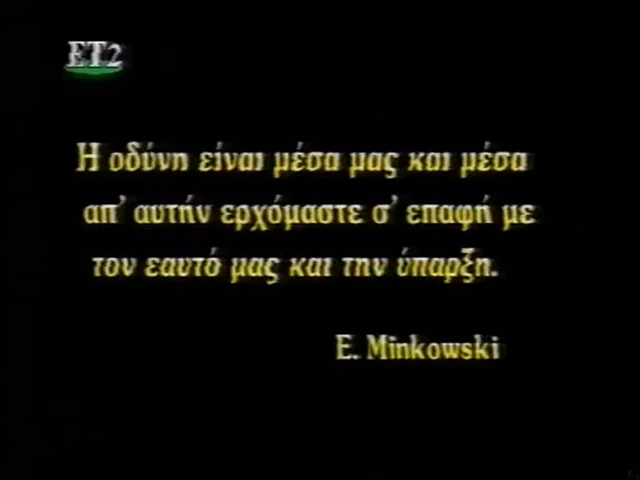 ET2
Η οδύνη είναι μέσα μας και μέσα
απ' αυτήν ερχόμαστε σ' επαφή με
τον εαυτό μας και την ύπαρξη.
E. Minkowski